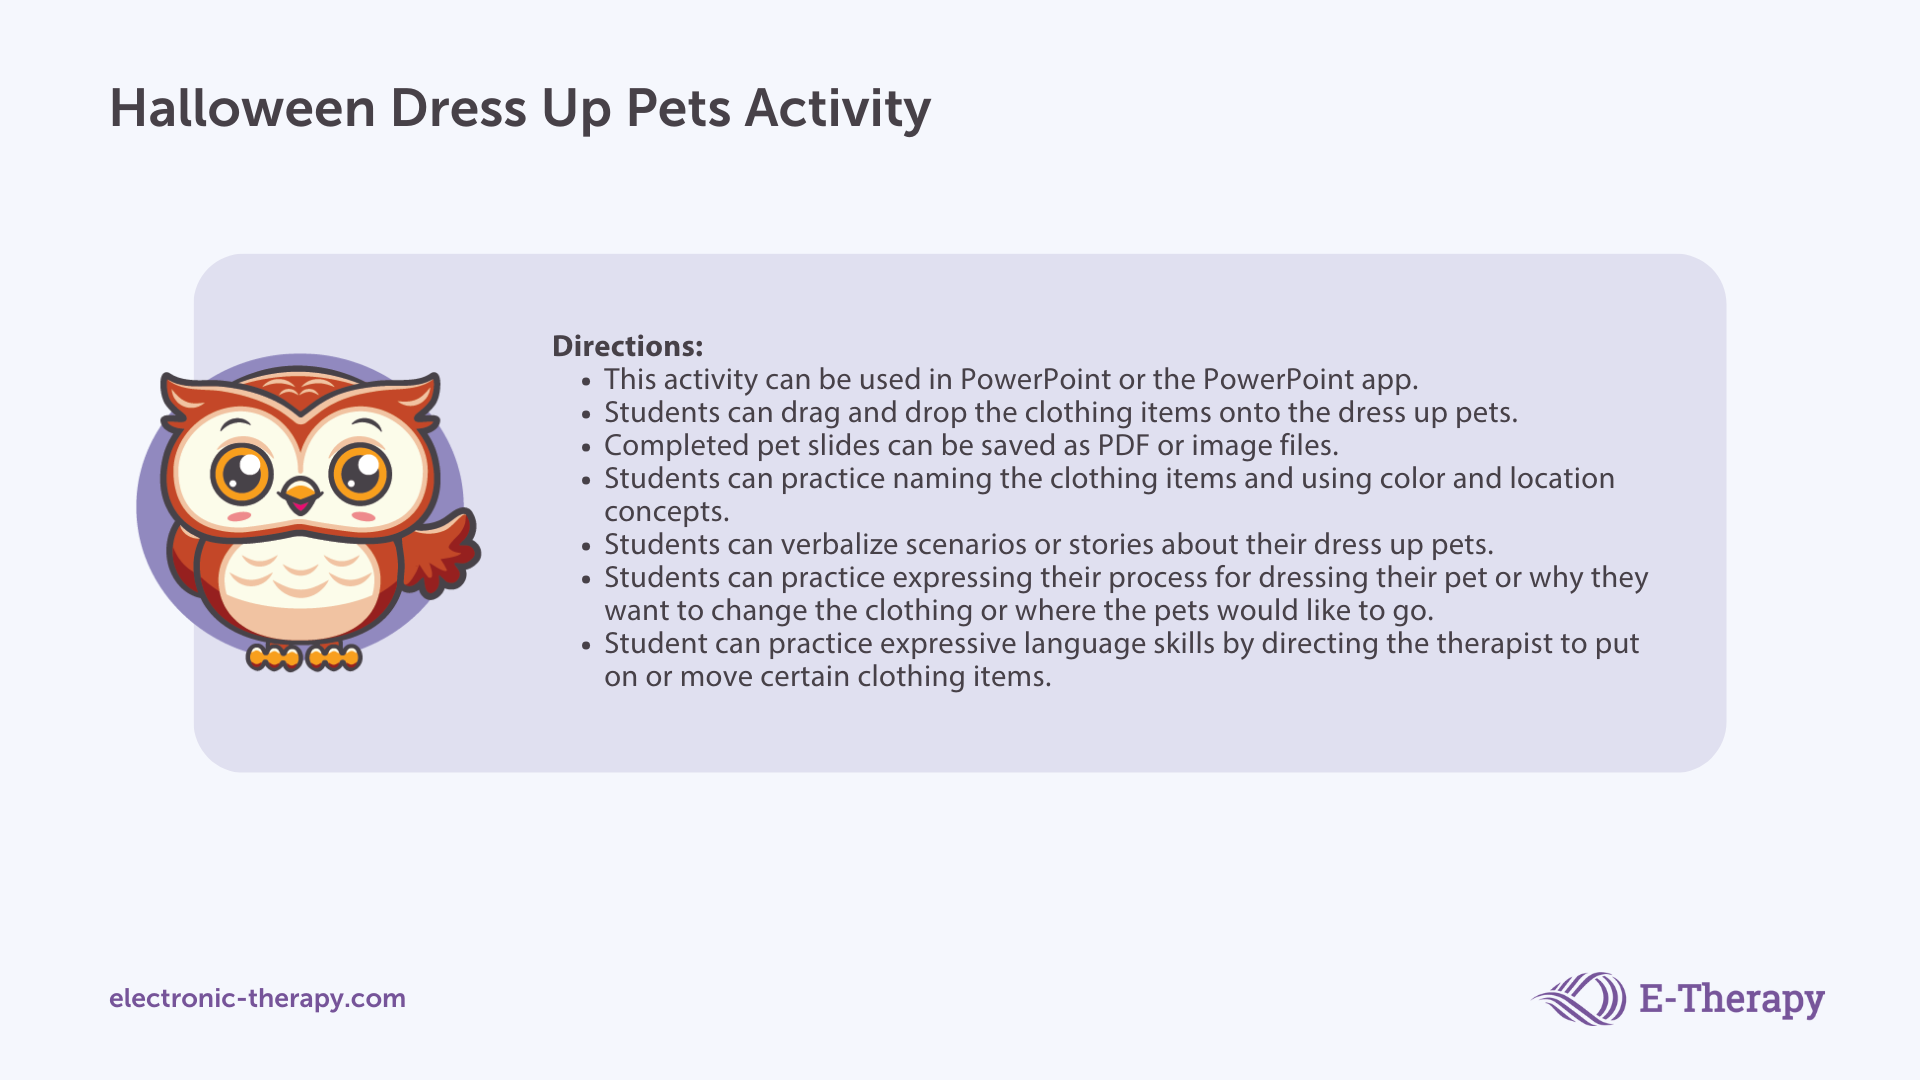 Halloween Dress Up Pets Activity
Directions:
• This activity can be used in PowerPoint or the PowerPoint app.
• Students can drag and drop the clothing items onto the dress up pets.
• Completed pet slides can be saved as PDF or image files.
• Students can practice naming the clothing items and using color and location
concepts.
• Students can verbalize scenarios or stories about their dress up pets.
• Students can practice expressing their process for dressing their pet or why they
want to change the clothing or where the pets would like to go.
• Student can practice expressive language skills by directing the therapist to put
on or move certain clothing items.
electronic-therapy.com
E-Therapy